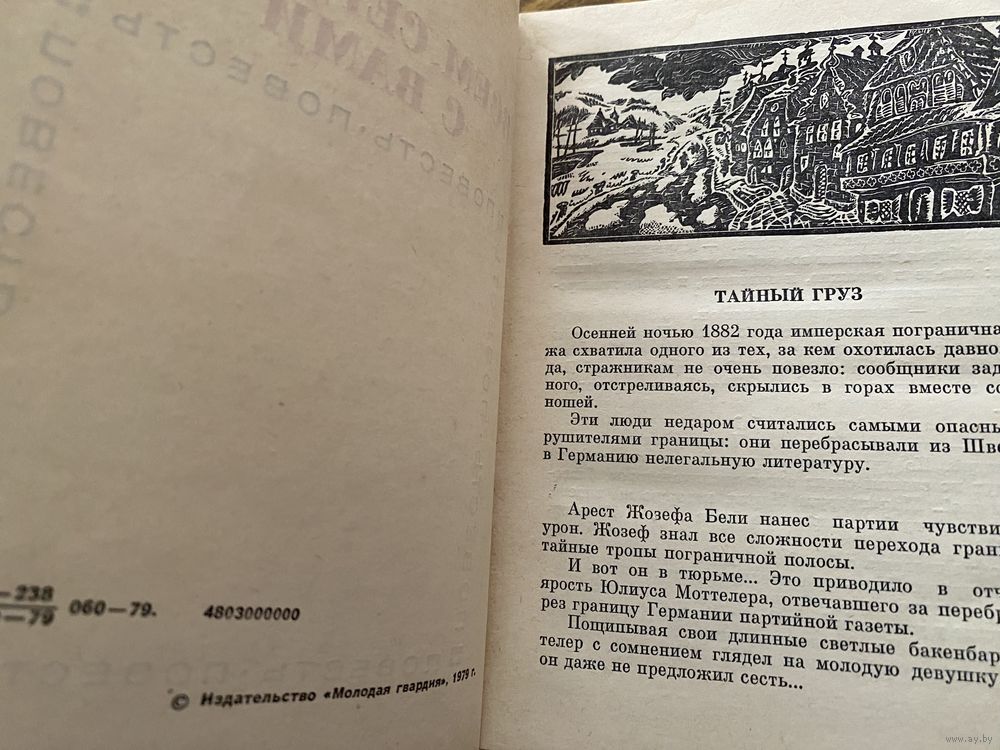 —238
—79
060—79.
4803000000
© Издательство «Молодая гвардия», 1979 г.
ТАЙНЫЙ ГРУЗ
Осенней ночью 1882 года имперская погранична
жа схватила одного из тех, за кем охотилась давно.
да, стражникам не очень повезло: сообщники зад
ного, отстреливаясь, скрылись в горах вместе со
ношей.
Эти люди недаром считались самыми опасны
рушителями границы: они перебрасывали из Шве
в Германию нелегальную литературу.
Арест Жозефа Бели нанес партии чувстви
урон. Жозеф знал все сложности перехода гран
тайные тропы пограничной полосы.
И вот он в тюрьме... Это приводило в отч
ярость Юлиуса Моттелера, отвечавшего за перебр
рез границу Германии партийной газеты.
Пощипывая свои длинные светлые бакенбар
телер с сомнением глядел на молодую девушку
он даже не предложил сесть...
www.ay.by